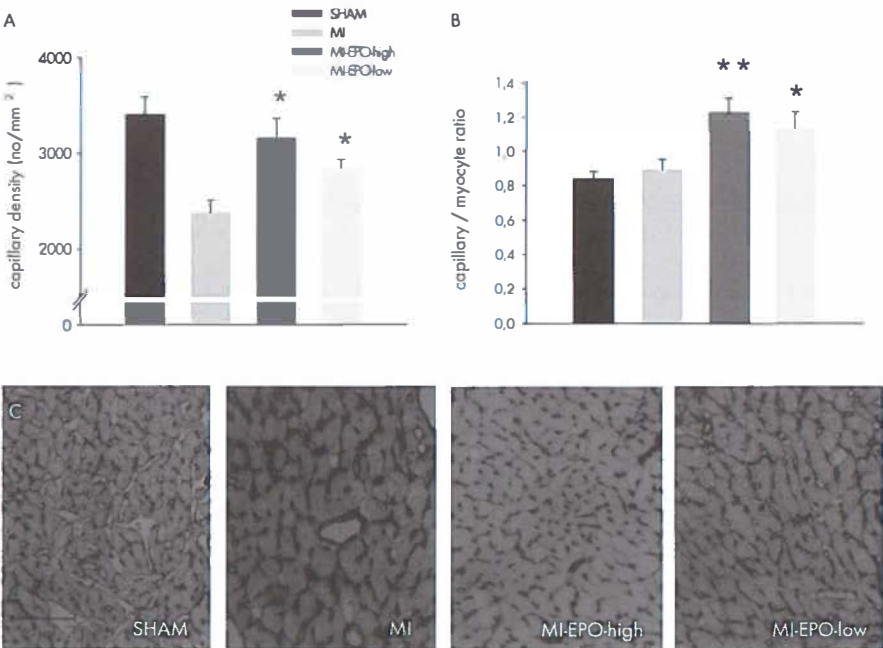 A
SHAM
MI
MI-EPO-high
MI-EPO-low
capillary density (no/mm ²)
4000
3000
2000
0
*
*
B
capillary / myocyte ratio
1,4
1,2
1,0
0,8
0,6
0,4
0,2
0,0
**
*
C
SHAM
MI
MI-EPO-high
MI-EPO-low